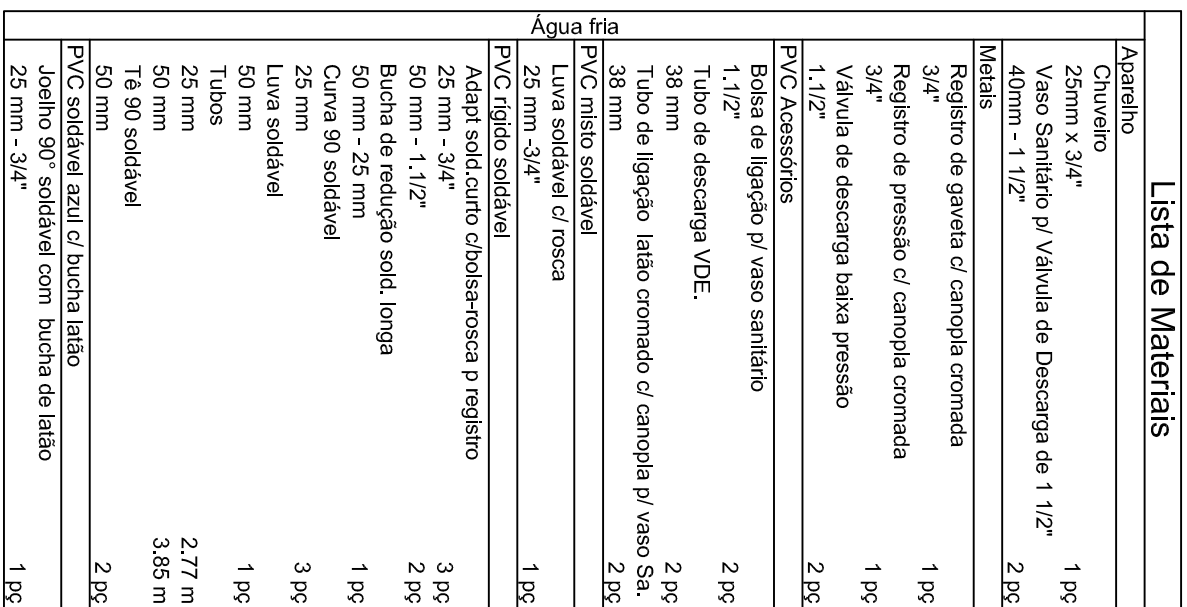 Lista de Materiais
Água fria
Aparelho
Chuveiro
25mm x 3/4" 1 pç
Vaso Sanitário p/ Válvula de Descarga de 1 1/2"
40mm - 1 1/2" 2 pç
Metais
Registro de gaveta c/ canopla cromada
3/4" 1 pç
Registro de pressão c/ canopla cromada
3/4" 1 pç
Válvula de descarga baixa pressão
1.1/2" 2 pç
PVC Acessórios
Bolsa de ligação p/ vaso sanitário
1.1/2" 2 pç
Tubo de descarga VDE.
38 mm 2 pç
Tubo de ligação latão cromado c/ canopla p/ vaso Sa.
38 mm 2 pç
PVC misto soldável
Luva soldável c/ rosca
25 mm -3/4" 1 pç
PVC rígido soldável
Adapt sold.curto c/bolsa-rosca p registro
25 mm - 3/4" 3 pç
50 mm - 1.1/2" 2 pç
Bucha de redução sold. longa
50 mm - 25 mm 1 pç
Curva 90 soldável
25 mm 3 pç
Luva soldável
50 mm 1 pç
Tubos
25 mm 2.77 m
50 mm 3.85 m
Tê 90 soldável
50 mm 2 pç
PVC soldável azul c/ bucha latão
Joelho 90° soldável com bucha de latão
25 mm - 3/4" 1 pç